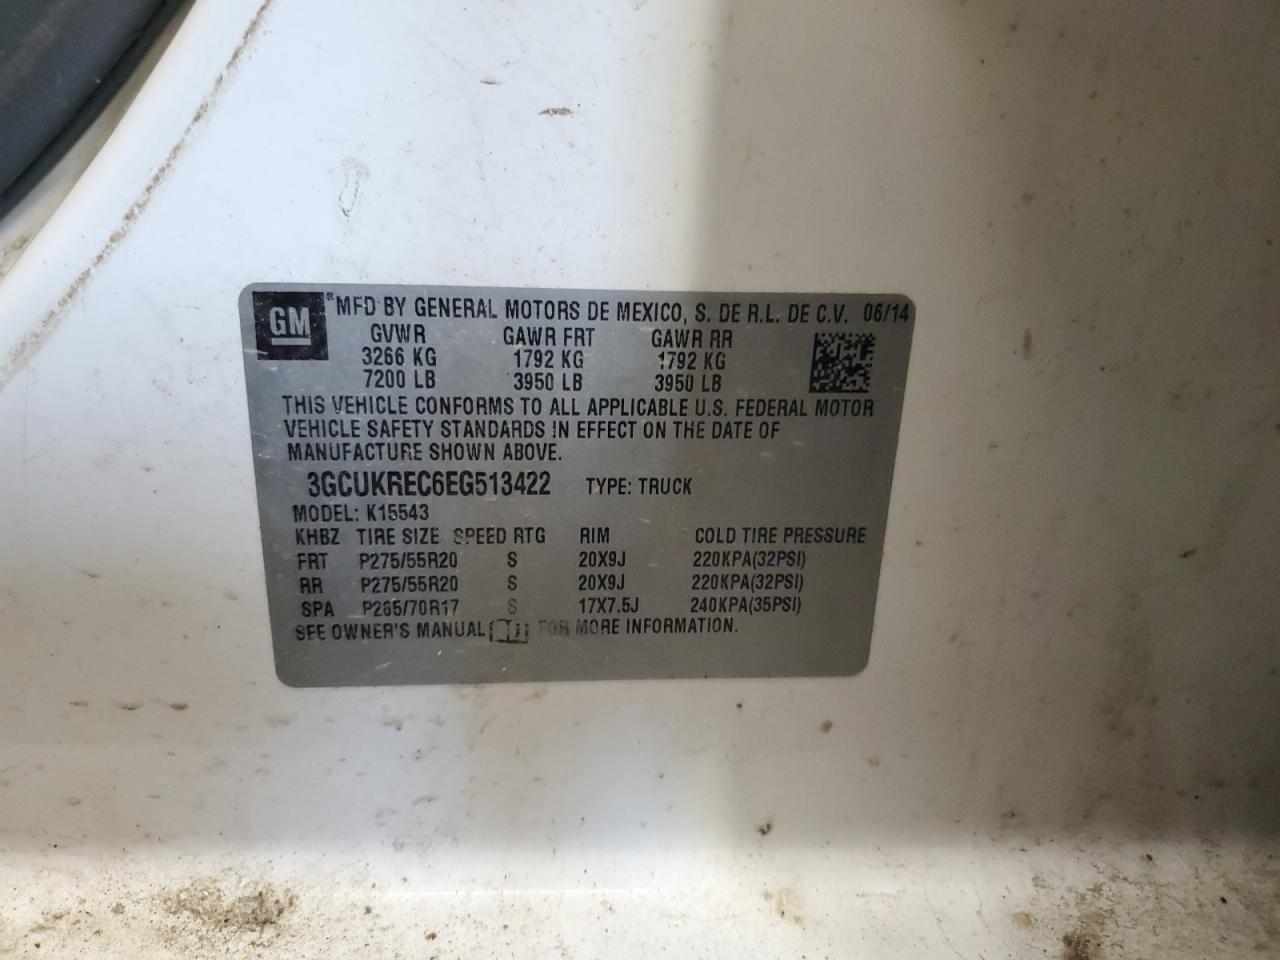 GM ® MFD BY GENERAL MOTORS DE MEXICO, S. DE R.L. DE C.V. 06/14
GVWR GAWR FRT GAWR RR
3266 KG 1792 KG 1792 KG
7200 LB 3950 LB 3950 LB
THIS VEHICLE CONFORMS TO ALL APPLICABLE U.S. FEDERAL MOTOR
VEHICLE SAFETY STANDARDS IN EFFECT ON THE DATE OF
MANUFACTURE SHOWN ABOVE.
3GCUKREC6EG513422 TYPE: TRUCK
MODEL: K15543
KHBZ TIRE SIZE SPEED RTG RIM COLD TIRE PRESSURE
FRT P275/55R20 S 20X9J 220KPA(32PSI)
RR P275/55R20 S 20X9J 220KPA(32PSI)
SPA P265/70R17 S 17X7.5J 240KPA(35PSI)
SEE OWNER'S MANUAL FOR MORE INFORMATION.